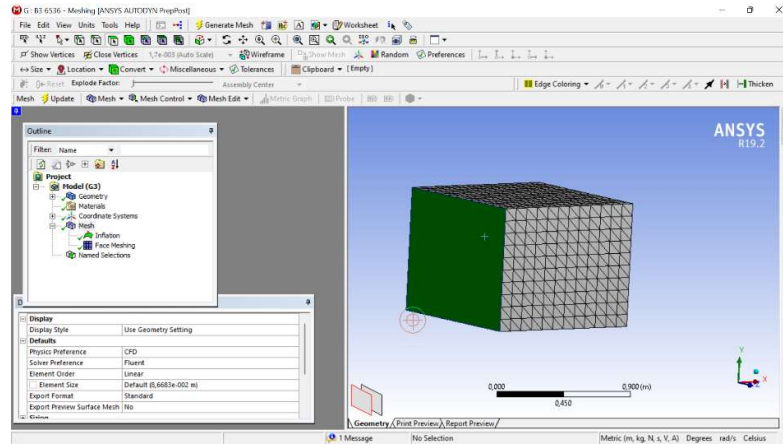 G : B3 6536 - Meshing [ANSYS AUTODYN PrepPost]
File Edit View Units Tools Help Generate Mesh Worksheet
Show Vertices Close Vertices 1,7e-003 (Auto Scale) Wireframe Show Mesh Random Preferences
Size Location Convert Miscellaneous Tolerances Clipboard [Empty]
Reset Explode Factor: Assembly Center Edge Coloring Thicken
Mesh Update Mesh Mesh Control Mesh Edit Metric Graph Probe
Outline
Filter: Name
Project
Model (G3)
Geometry
Materials
Coordinate Systems
Mesh
Inflation
Face Meshing
Named Selections
D
Display
Display Style Use Geometry Setting
Defaults
Physics Preference CFD
Solver Preference Fluent
Element Order Linear
Element Size Default (8,6683e-002 m)
Export Format Standard
Export Preview Surface Mesh No
Sizing
ANSYS
R19.2
Y
X
0,000 0,900 (m)
0,450
Geometry Print Preview Report Preview
1 Message No Selection Metric (m, kg, N, s, V, A) Degrees rad/s Celsius